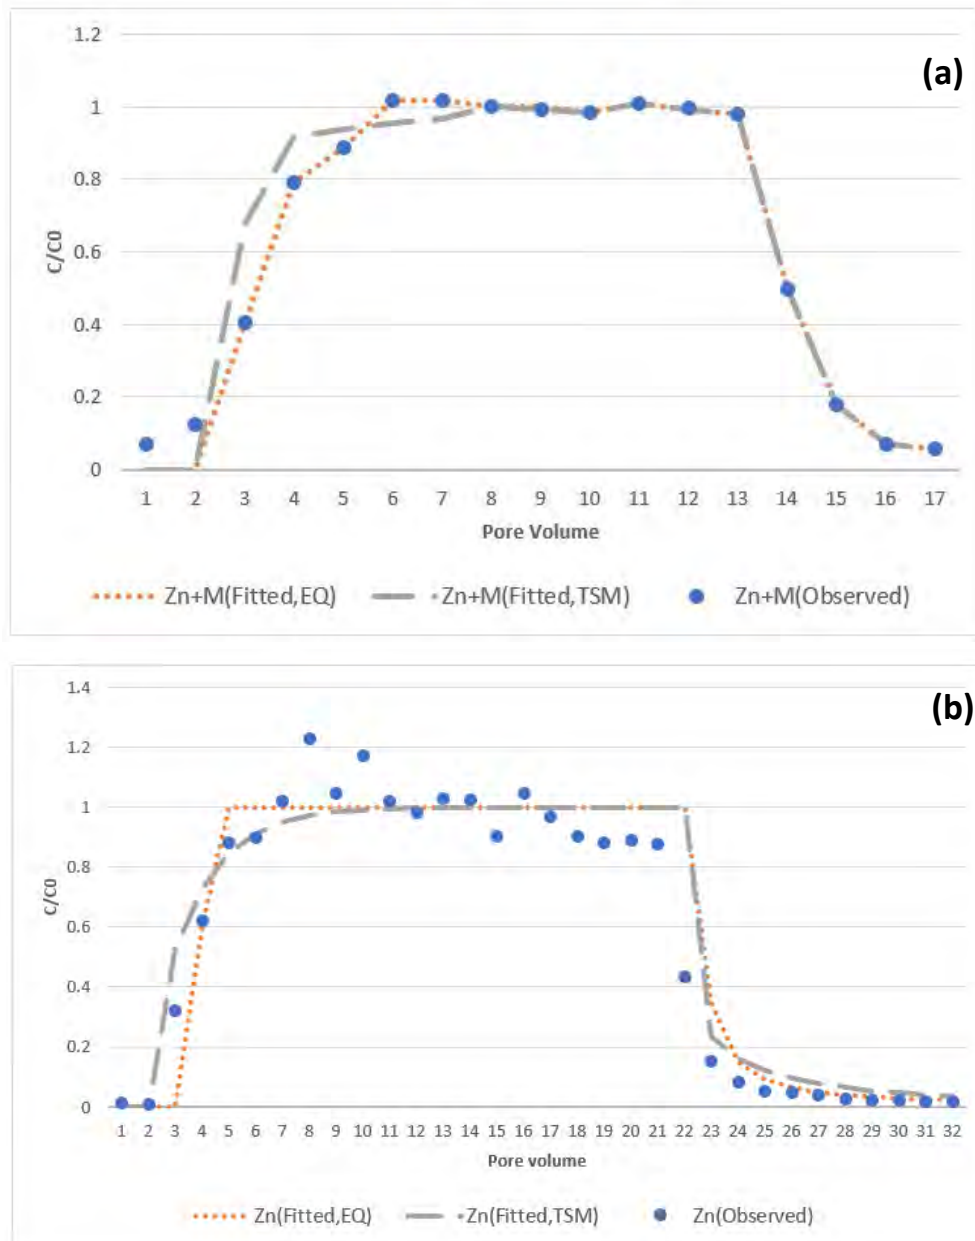 (a)
1.2
1
0.8
0.6
0.4
0.2
0
C/C0
1 2 3 4 5 6 7 8 9 10 11 12 13 14 15 16 17
Pore Volume
Zn+M(Fitted,EQ) Zn+M(Fitted,TSM) Zn+M(Observed)
(b)
1.4
1.2
1
0.8
0.6
0.4
0.2
0
C/C0
1 2 3 4 5 6 7 8 9 10 11 12 13 14 15 16 17 18 19 20 21 22 23 24 25 26 27 28 29 30 31 32
Pore volume
Zn(Fitted,EQ) Zn(Fitted,TSM) Zn(Observed)